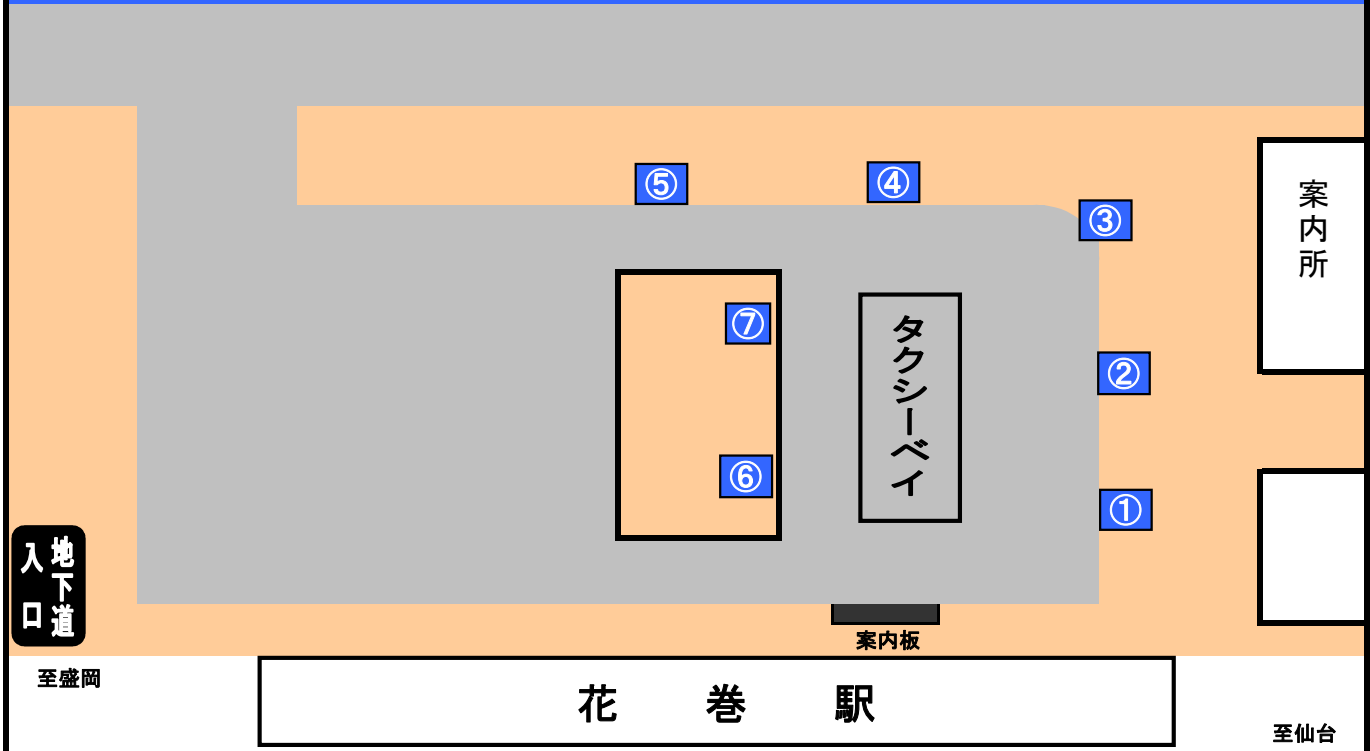 ⑤
④
③
案内所
⑦
タクシーベイ
②
⑥
①
地下道
入口
案内板
至盛岡
花巻駅
至仙台